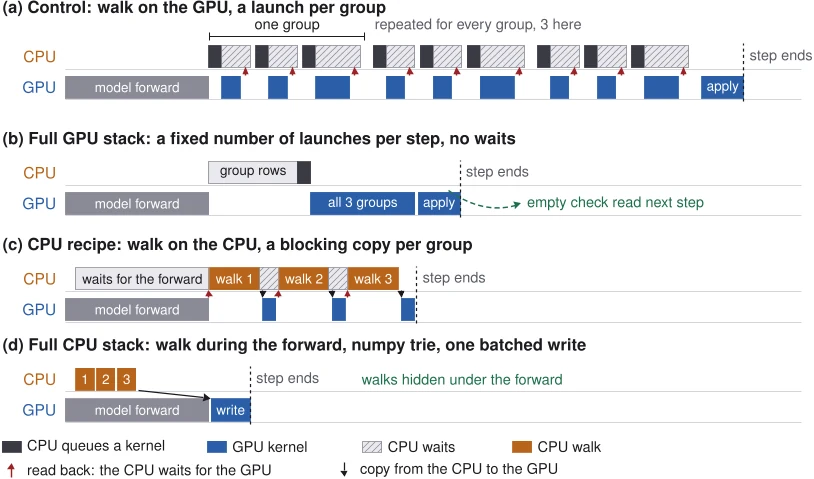 (a) Control: walk on the GPU, a launch per group
one group
repeated for every group, 3 here
CPU
step ends
GPU
model forward
apply
(b) Full GPU stack: a fixed number of launches per step, no waits
CPU
group rows
step ends
GPU
model forward
all 3 groups
apply
empty check read next step
(c) CPU recipe: walk on the CPU, a blocking copy per group
CPU
waits for the forward
walk 1
walk 2
walk 3
step ends
GPU
model forward
(d) Full CPU stack: walk during the forward, numpy trie, one batched write
CPU
1
2
3
step ends
walks hidden under the forward
GPU
model forward
write
CPU queues a kernel
GPU kernel
CPU waits
CPU walk
read back: the CPU waits for the GPU
copy from the CPU to the GPU